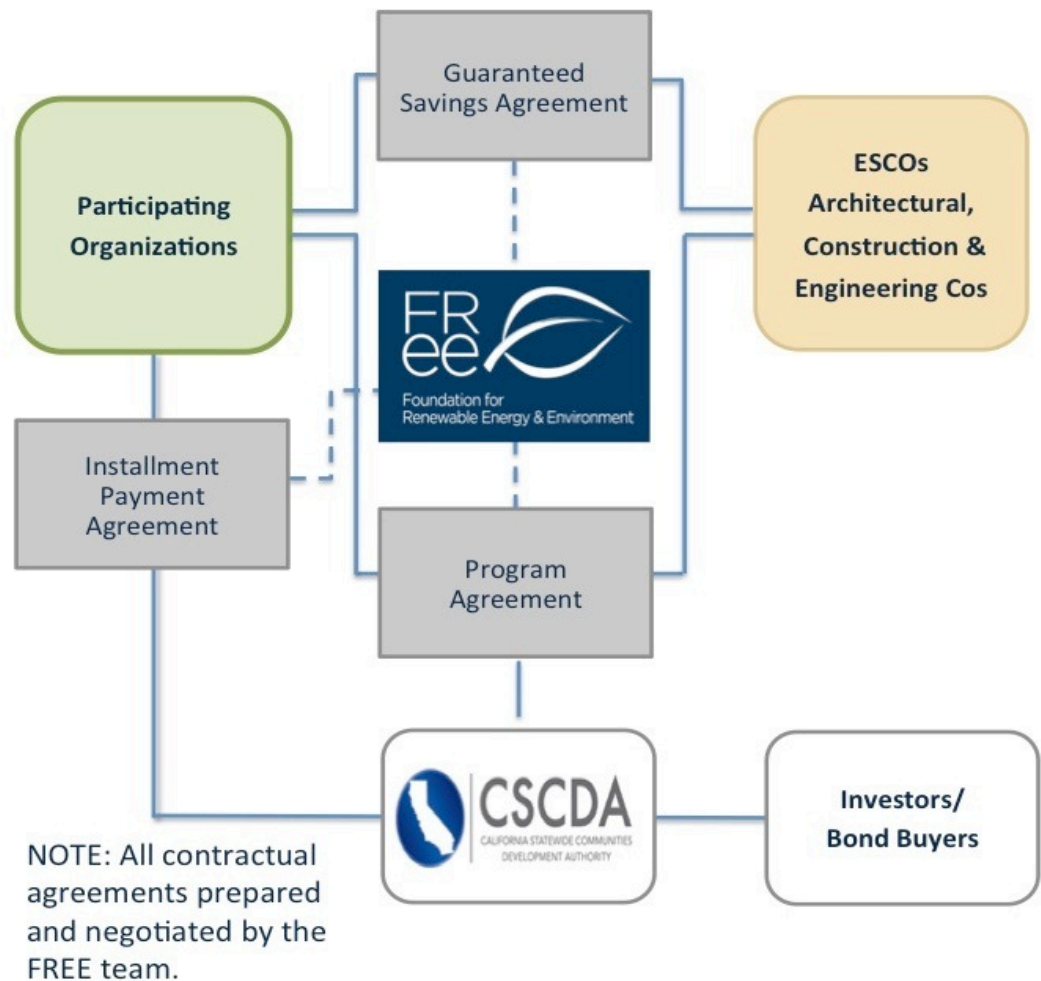 Guaranteed
Savings Agreement
Participating
Organizations
ESCOs
Architectural,
Construction &
Engineering Cos
FR
ee
Foundation for
Renewable Energy & Environment
Installment
Payment
Agreement
Program
Agreement
CSCDA
CALIFORNIA STATEWIDE COMMUNITIES
DEVELOPMENT AUTHORITY
Investors/
Bond Buyers
NOTE: All contractual
agreements prepared
and negotiated by the
FREE team.